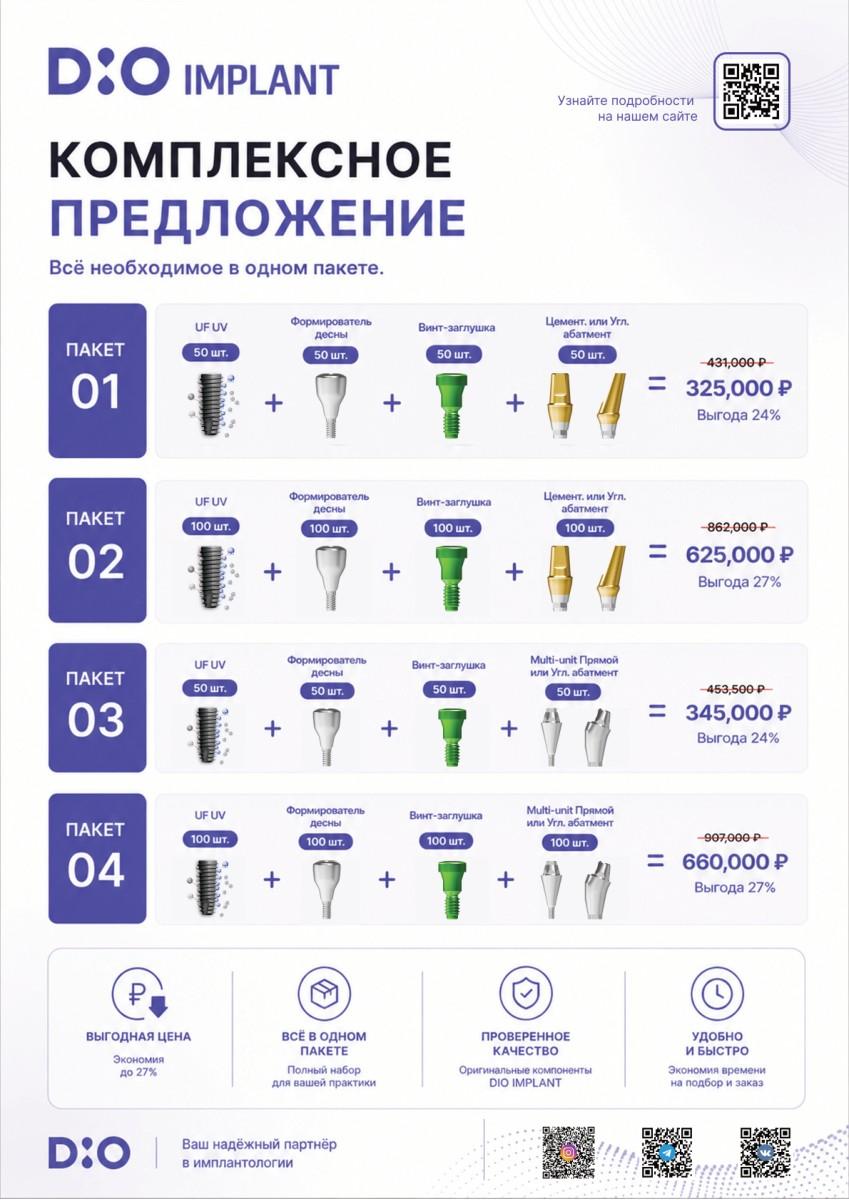 DIO IMPLANT
Узнайте подробности
на нашем сайте
КОМПЛЕКСНОЕ
ПРЕДЛОЖЕНИЕ
Всё необходимое в одном пакете.
ПАКЕТ
01
UF UV
50 шт.
+
Формирователь
десны
50 шт.
+
Винт-заглушка
50 шт.
+
Цемент. или Угл.
абатмент
50 шт.
=
431,000 ₽
325,000 ₽
Выгода 24%
ПАКЕТ
02
UF UV
100 шт.
+
Формирователь
десны
100 шт.
+
Винт-заглушка
100 шт.
+
Цемент. или Угл.
абатмент
100 шт.
=
862,000 ₽
625,000 ₽
Выгода 27%
ПАКЕТ
03
UF UV
50 шт.
+
Формирователь
десны
50 шт.
+
Винт-заглушка
50 шт.
+
Multi-unit Прямой
или Угл. абатмент
50 шт.
=
453,500 ₽
345,000 ₽
Выгода 24%
ПАКЕТ
04
UF UV
100 шт.
+
Формирователь
десны
100 шт.
+
Винт-заглушка
100 шт.
+
Multi-unit Прямой
или Угл. абатмент
100 шт.
=
907,000 ₽
660,000 ₽
Выгода 27%
₽
ВЫГОДНАЯ ЦЕНА
Экономия
до 27%
ВСЁ В ОДНОМ
ПАКЕТЕ
Полный набор
для вашей практики
ПРОВЕРЕННОЕ
КАЧЕСТВО
Оригинальные компоненты
DIO IMPLANT
УДОБНО
И БЫСТРО
Экономия времени
на подбор и заказ
DIO
Ваш надёжный партнёр
в имплантологии